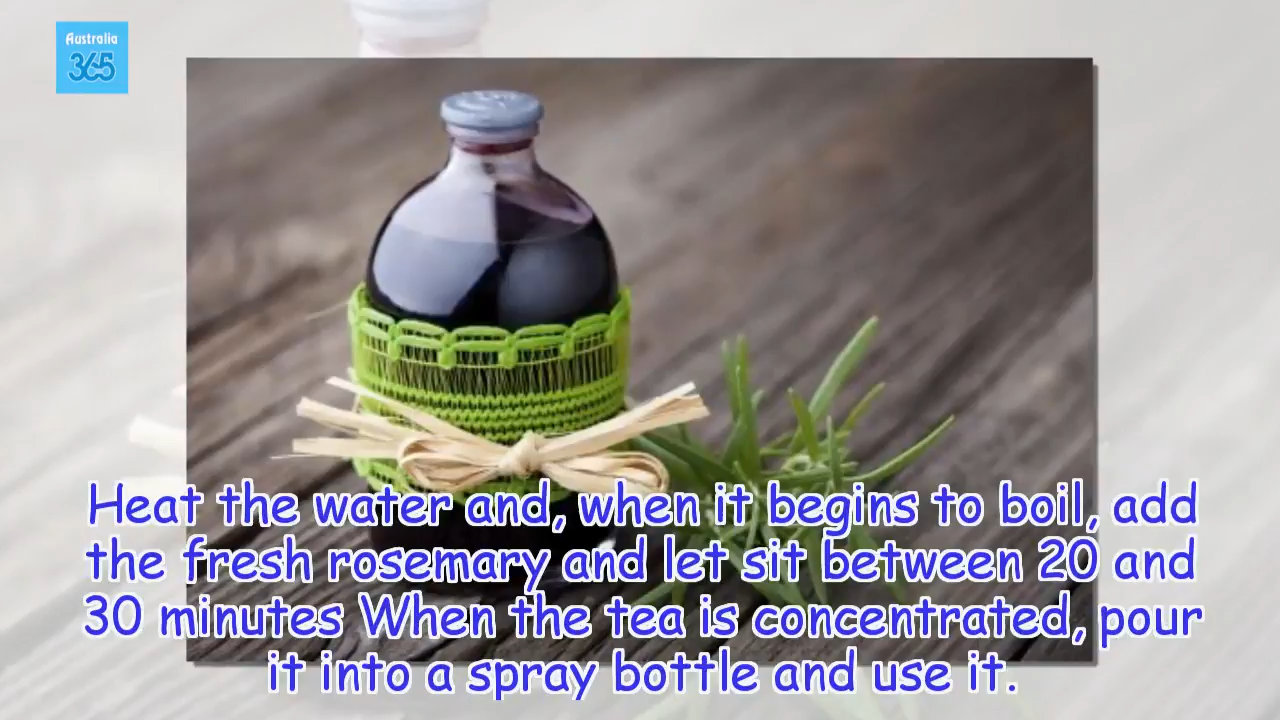 Australia
365
Heat the water and, when it begins to boil, add
the fresh rosemary and let sit between 20 and
30 minutes When the tea is concentrated, pour
it into a spray bottle and use it.